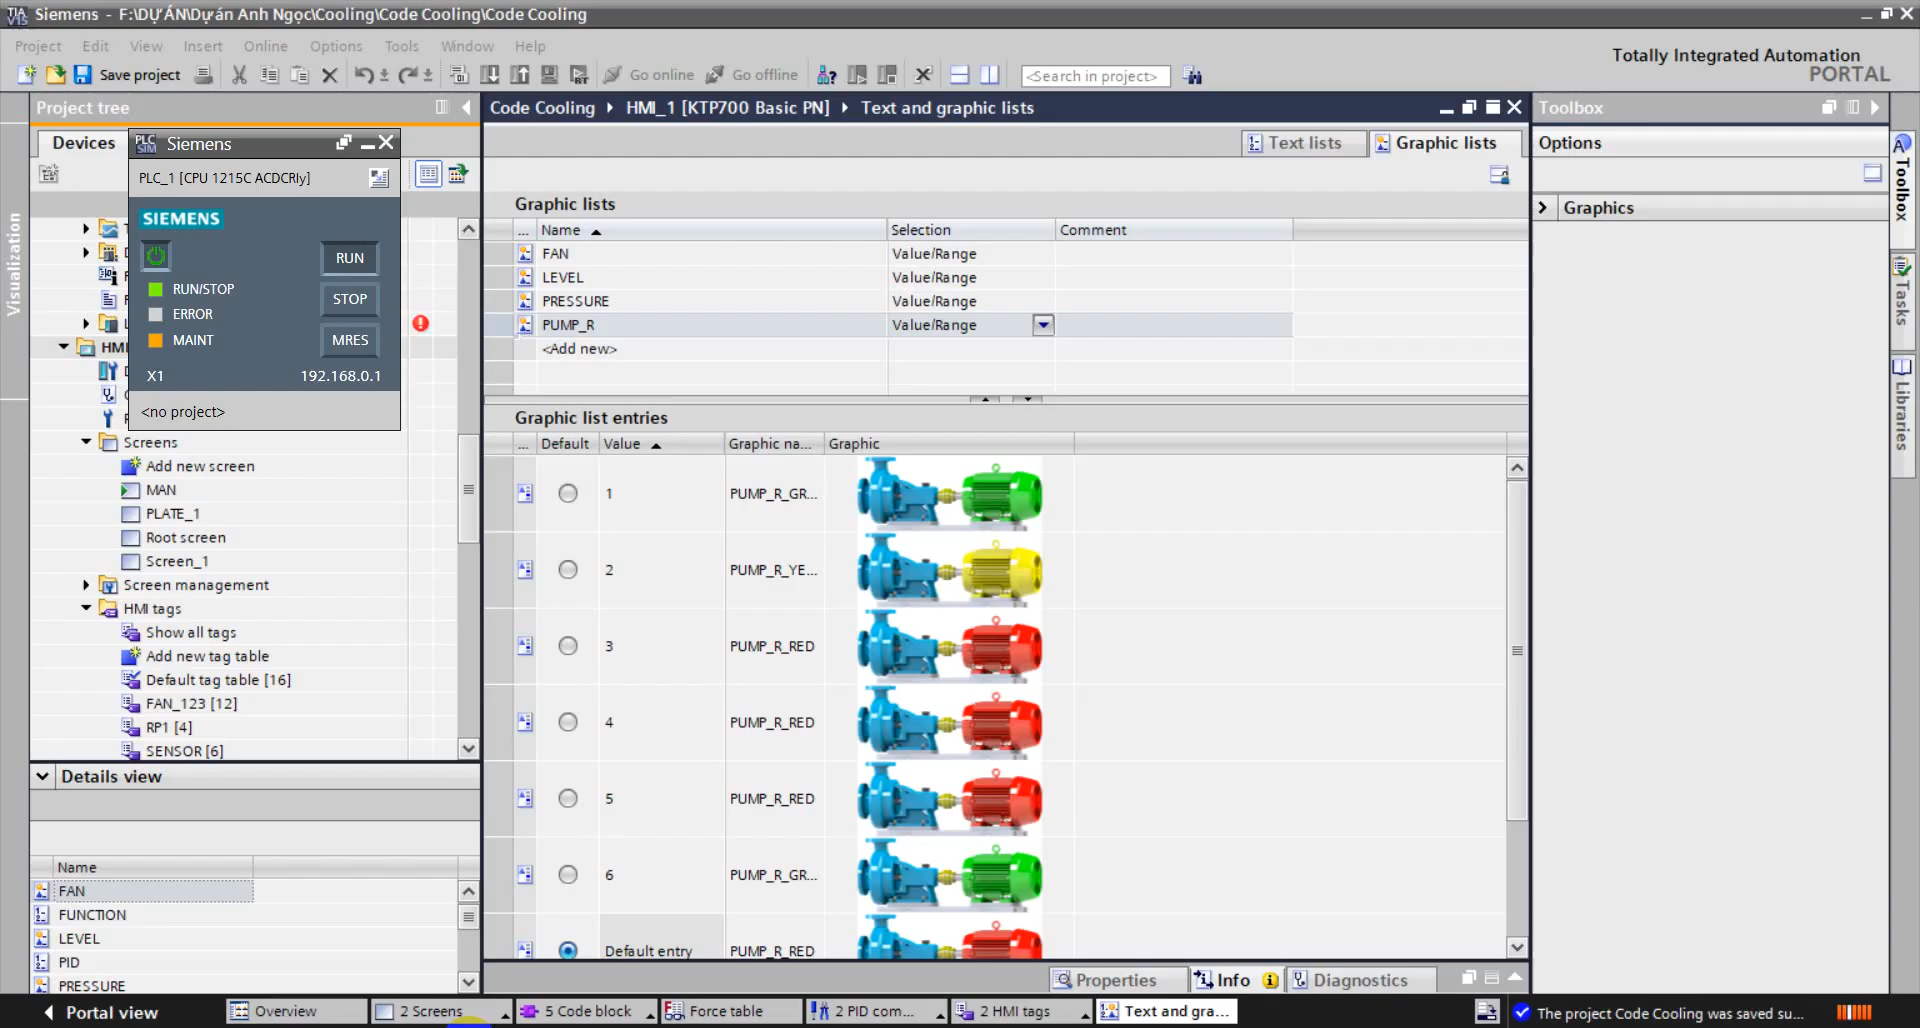 Siemens - F:\DỰ ÁN\Dự án Anh Ngọc\Cooling\Code Cooling\Code Cooling
Project Edit View Insert Online Options Tools Window Help
Save project
Go online
Go offline
<Search in project>
Totally Integrated Automation
PORTAL
Project tree
Code Cooling HMI_1 [KTP700 Basic PN] Text and graphic lists
Toolbox
Devices
Visualization
PLC SIM
Siemens
PLC_1 [CPU 1215C ACDCRly]
SIEMENS
RUN
RUN/STOP
STOP
ERROR
MAINT
MRES
X1 192.168.0.1
<no project>
HMI
Screens
Add new screen
MAN
PLATE_1
Root screen
Screen_1
Screen management
HMI tags
Show all tags
Add new tag table
Default tag table [16]
FAN_123 [12]
RP1 [4]
SENSOR [6]
Details view
Name
FAN
FUNCTION
LEVEL
PID
PRESSURE
Text lists
Graphic lists
Graphic lists
... Name Selection Comment
FAN Value/Range
LEVEL Value/Range
PRESSURE Value/Range
PUMP_R Value/Range
<Add new>
Graphic list entries
... Default Value Graphic na... Graphic
1 PUMP_R_GR...
2 PUMP_R_YE...
3 PUMP_R_RED
4 PUMP_R_RED
5 PUMP_R_RED
6 PUMP_R_GR...
Default entry PUMP_R_RED
Properties
Info
Diagnostics
Options
Graphics
Toolbox
Tasks
Libraries
Portal view
Overview
2 Screens
5 Code block
Force table
2 PID com...
2 HMI tags
Text and gra...
The project Code Cooling was saved su...